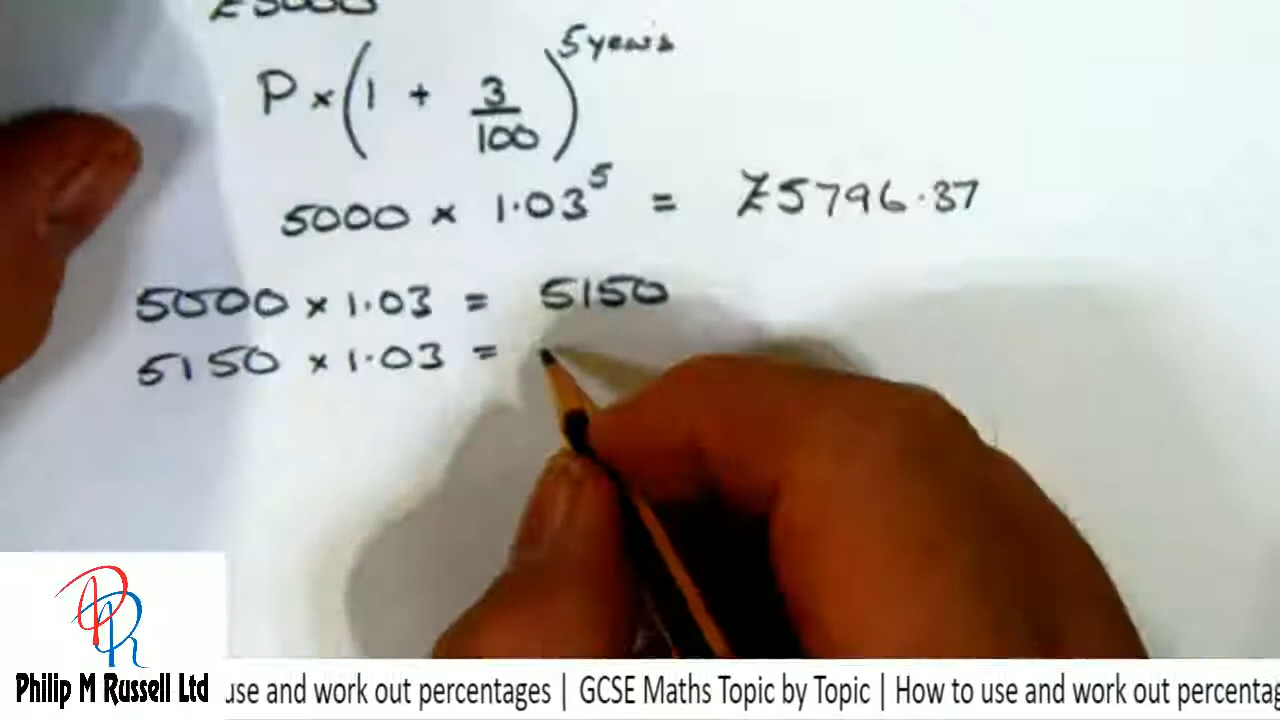 £5000
P × (1 + 3/100)^5 years
5000 × 1.03^5 = £5796.37
5000 × 1.03 = 5150
5150 × 1.03 =
PR
Philip M Russell Ltd
use and work out percentages | GCSE Maths Topic by Topic | How to use and work out percentag